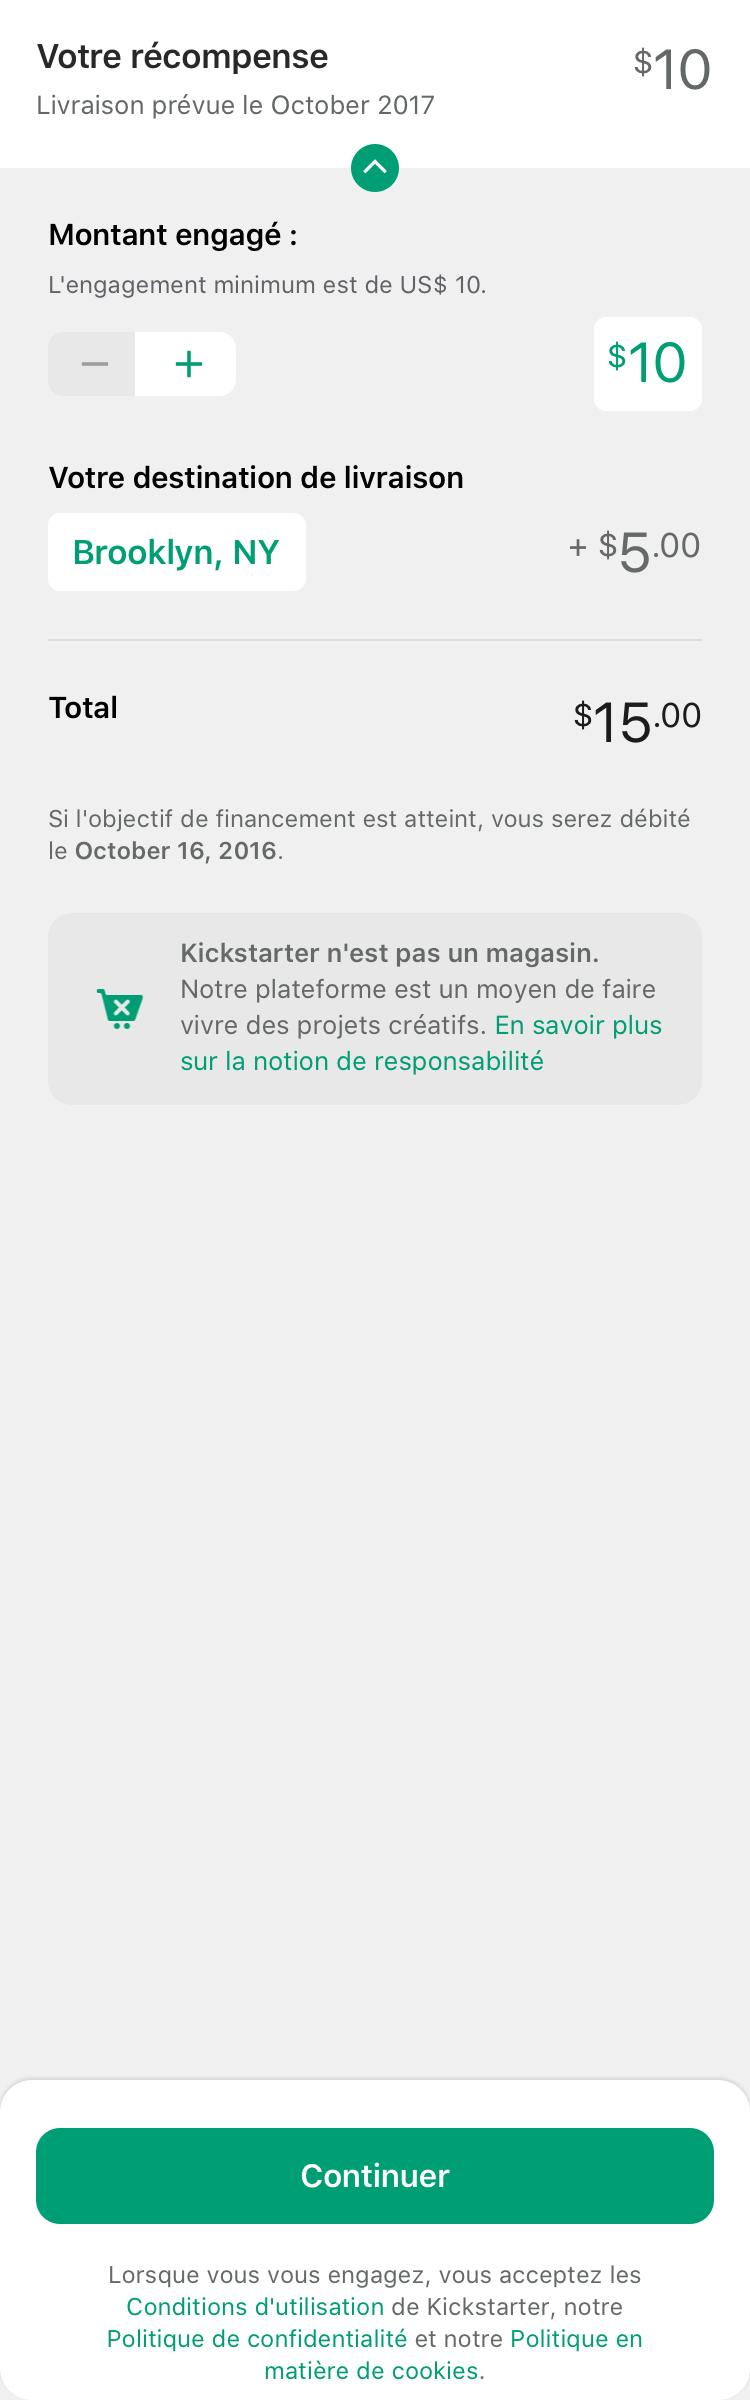 Votre récompense
$10
Livraison prévue le October 2017
Montant engagé :
L'engagement minimum est de US$ 10.
$10
Votre destination de livraison
Brooklyn, NY
+ $5.00
Total
$15.00
Si l'objectif de financement est atteint, vous serez débité
le October 16, 2016.
Kickstarter n'est pas un magasin.
Notre plateforme est un moyen de faire
vivre des projets créatifs. En savoir plus
sur la notion de responsabilité
Continuer
Lorsque vous vous engagez, vous acceptez les
Conditions d'utilisation de Kickstarter, notre
Politique de confidentialité et notre Politique en
matière de cookies.